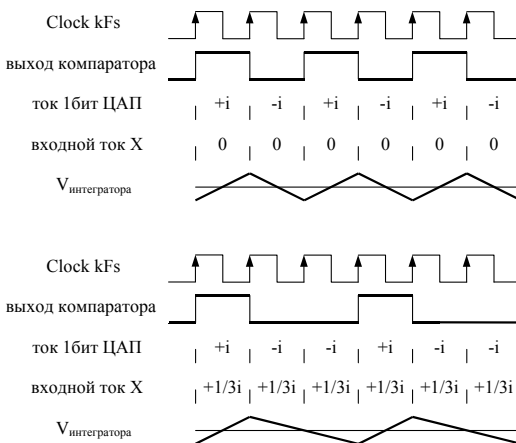 Clock kFs
выход компаратора
ток 1бит ЦАП +i -i +i -i +i -i
входной ток X 0 0 0 0 0 0
Vинтегратора
Clock kFs
выход компаратора
ток 1бит ЦАП +i -i -i +i -i -i
входной ток X +1/3i +1/3i +1/3i +1/3i +1/3i +1/3i
Vинтегратора